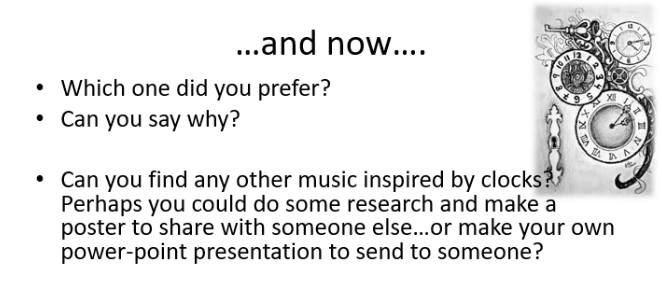 ...and now....
• Which one did you prefer?
• Can you say why?
• Can you find any other music inspired by clocks?
Perhaps you could do some research and make a
poster to share with someone else...or make your own
power-point presentation to send to someone?